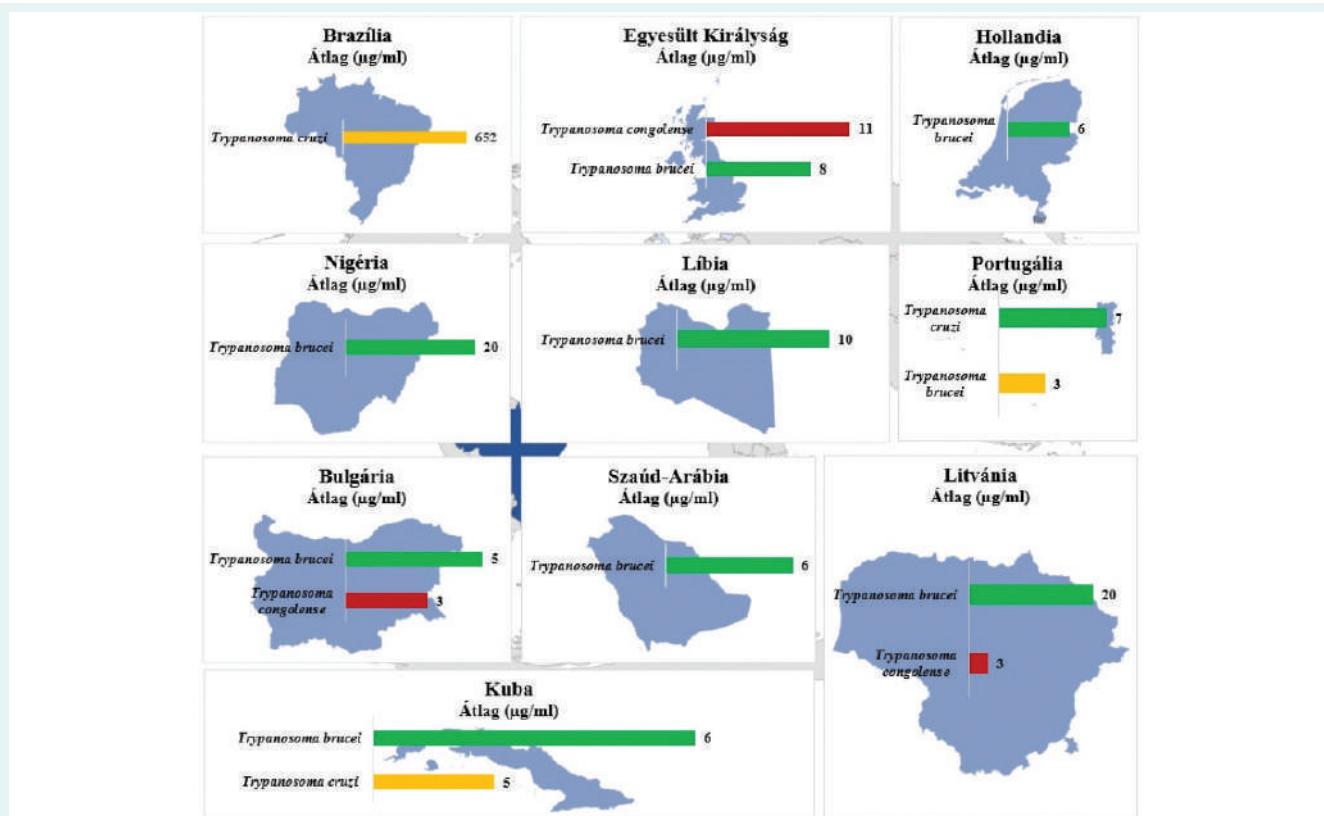 Brazília
Átlag (µg/ml)
Trypanosoma cruzi
652
Egyesült Királyság
Átlag (µg/ml)
Trypanosoma congolense
11
Trypanosoma brucei
8
Hollandia
Átlag (µg/ml)
Trypanosoma
brucei
6
Nigéria
Átlag (µg/ml)
Trypanosoma brucei
20
Líbia
Átlag (µg/ml)
Trypanosoma brucei
10
Portugália
Átlag (µg/ml)
Trypanosoma
cruzi
7
Trypanosoma
brucei
3
Bulgária
Átlag (µg/ml)
Trypanosoma brucei
5
Trypanosoma
congolense
3
Szaúd-Arábia
Átlag (µg/ml)
Trypanosoma brucei
6
Litvánia
Átlag (µg/ml)
Trypanosoma brucei
20
Trypanosoma
congolense
3
Kuba
Átlag (µg/ml)
Trypanosoma brucei
6
Trypanosoma cruzi
5